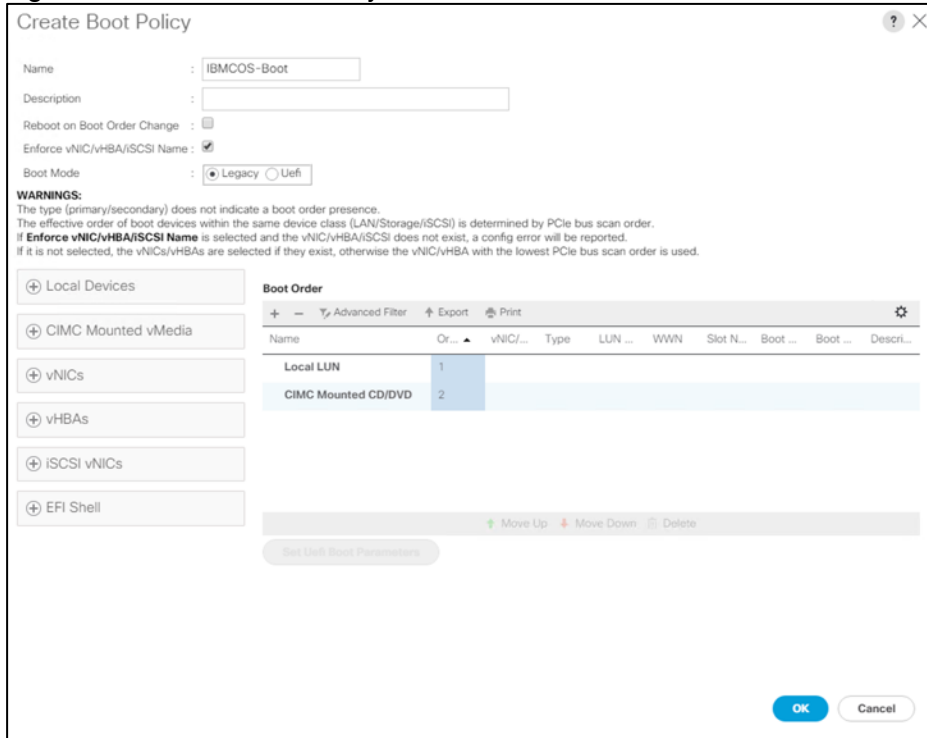 Create Boot Policy ? ×
Name : IBMCOS-Boot
Description :
Reboot on Boot Order Change :
Enforce vNIC/vHBA/iSCSI Name :
Boot Mode : Legacy Uefi
WARNINGS:
The type (primary/secondary) does not indicate a boot order presence.
The effective order of boot devices within the same device class (LAN/Storage/iSCSI) is determined by PCIe bus scan order.
If Enforce vNIC/vHBA/iSCSI Name is selected and the vNIC/vHBA/iSCSI does not exist, a config error will be reported.
If it is not selected, the vNICs/vHBAs are selected if they exist, otherwise the vNIC/vHBA with the lowest PCIe bus scan order is used.
Local Devices
CIMC Mounted vMedia
vNICs
vHBAs
iSCSI vNICs
EFI Shell
Boot Order
+ − Advanced Filter Export Print
Name Or... vNIC/... Type LUN ... WWN Slot N... Boot ... Boot ... Descri...
Local LUN 1
CIMC Mounted CD/DVD 2
Move Up Move Down Delete
Set Uefi Boot Parameters
OK Cancel